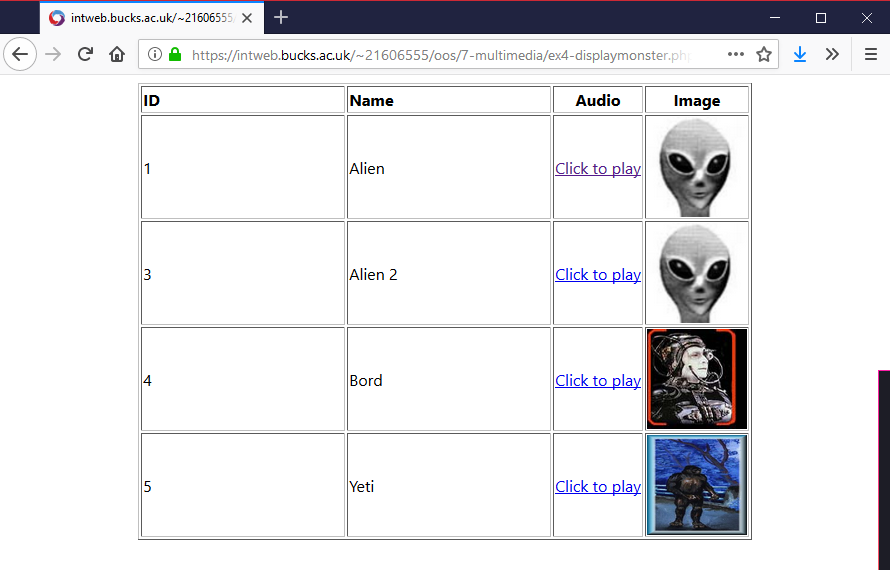 intweb.bucks.ac.uk/~21606555/
https://intweb.bucks.ac.uk/~21606555/oos/7-multimedia/ex4-displaymonster.php
ID Name Audio Image
1 Alien Click to play
3 Alien 2 Click to play
4 Bord Click to play
5 Yeti Click to play